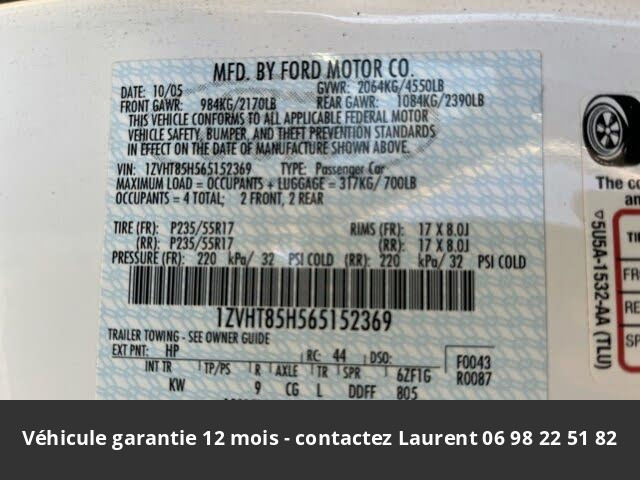 MFD. BY FORD MOTOR CO.
DATE: 10/05 GVWR: 2064KG/4550LB
FRONT GAWR: 984KG/2170LB REAR GAWR: 1084KG/2390LB
THIS VEHICLE CONFORMS TO ALL APPLICABLE FEDERAL MOTOR
VEHICLE SAFETY, BUMPER, AND THEFT PREVENTION STANDARDS
IN EFFECT ON THE DATE OF MANUFACTURE SHOWN ABOVE.
VIN: 1ZVHT85H565152369 TYPE: Passenger Car
MAXIMUM LOAD = OCCUPANTS + LUGGAGE = 317KG/ 700LB
OCCUPANTS = 4 TOTAL; 2 FRONT, 2 REAR
TIRE (FR): P235/55R17 RIMS (FR): 17 X 8.0J
(RR): P235/55R17 (RR): 17 X 8.0J
PRESSURE (FR): 220 kPa/ 32 PSI COLD (RR): 220 kPa/ 32 PSI COLD
1ZVHT85H565152369
TRAILER TOWING - SEE OWNER GUIDE
EXT PNT: HP RC: 44 DSO: F0043
INT TR TP/PS R AXLE TR SPR 6ZF1G R0087
KW 9 CG L DDFF 805
The
an
▽5U5A-1532-AA (TLU)
TI
FR
RE
SP
Véhicule garantie 12 mois - contactez Laurent 06 98 22 51 82